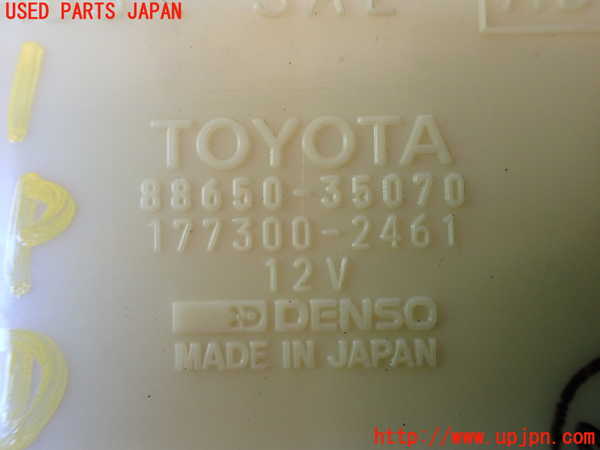 USED PARTS JAPAN
TOYOTA
88650-35070
177300-2461
12V
DENSO
MADE IN JAPAN
http://www.upjpn.com/